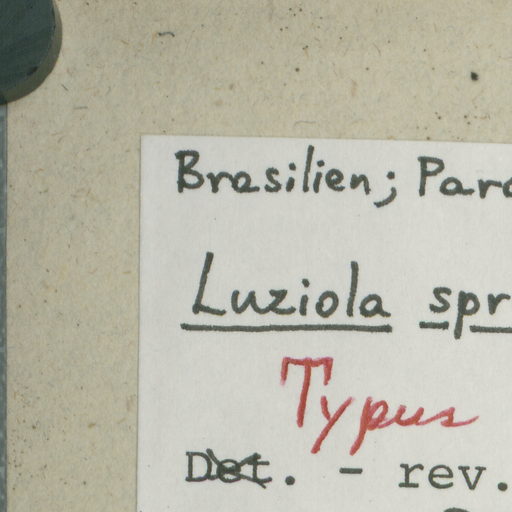 Brasilien; Para
Luziola spr
Typus
Det. - rev.